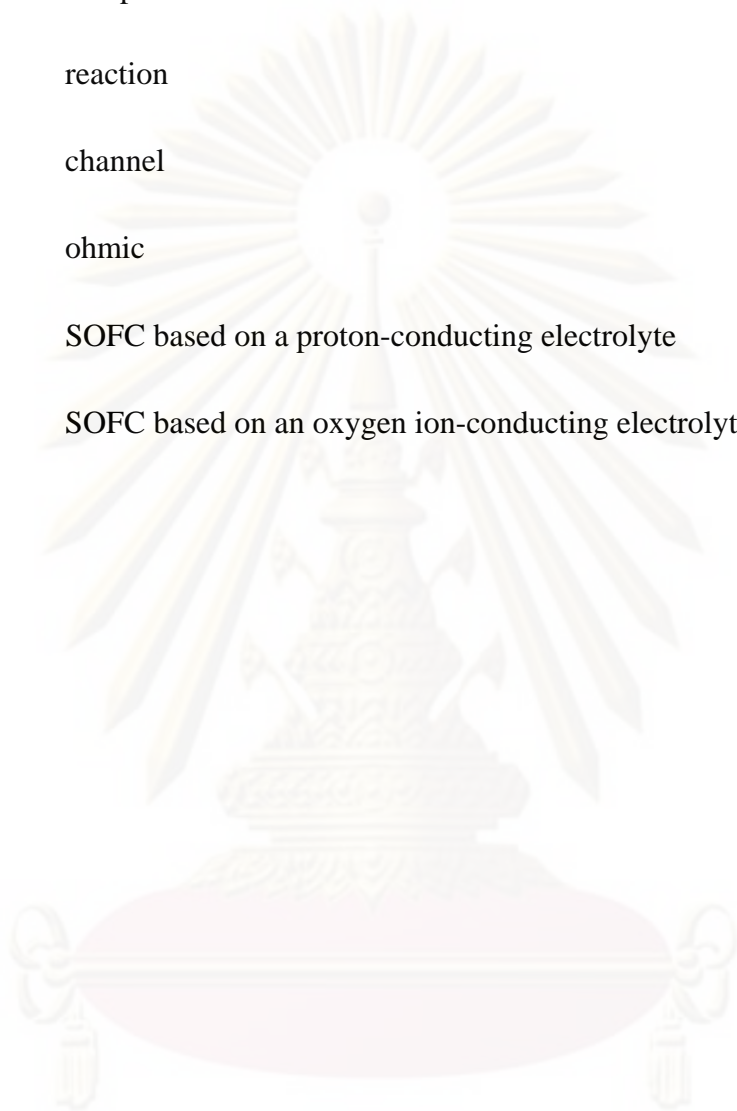 reaction
channel
ohmic
SOFC based on a proton-conducting electrolyte
SOFC based on an oxygen ion-conducting electrolyt